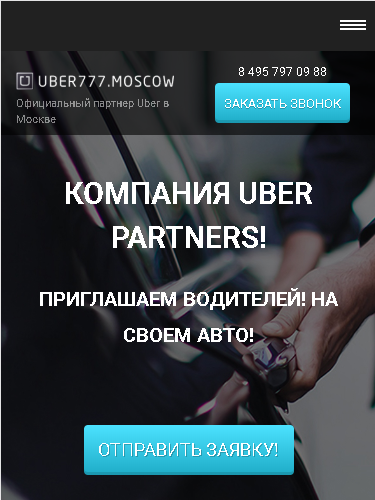 8 495 797 09 88
UBER777.MOSCOW
Официальный партнер Uber в
Москве
ЗАКАЗАТЬ ЗВОНОК
КОМПАНИЯ UBER
PARTNERS!
ПРИГЛАШАЕМ ВОДИТЕЛЕЙ! НА
СВОЕМ АВТО!
ОТПРАВИТЬ ЗАЯВКУ!